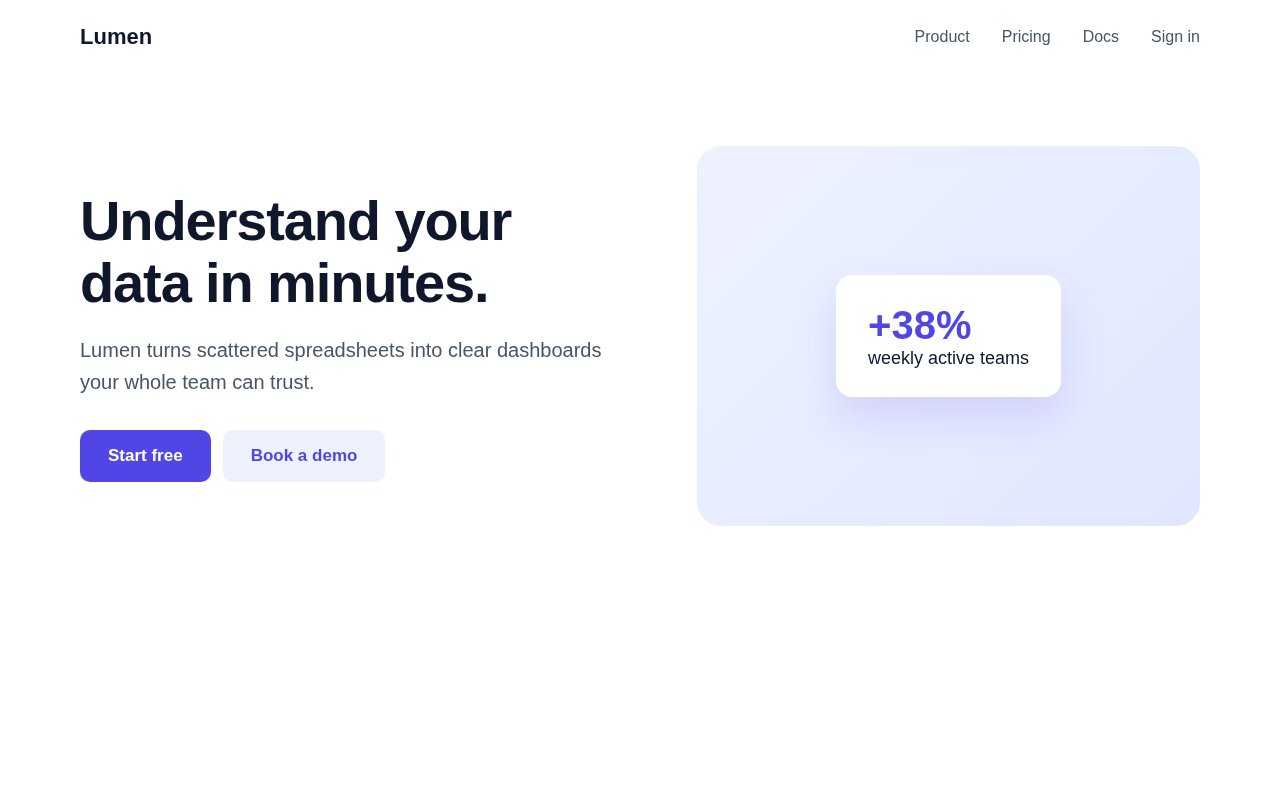 Lumen
Product Pricing Docs Sign in
Understand your
data in minutes.
Lumen turns scattered spreadsheets into clear dashboards
your whole team can trust.
Start free Book a demo
+38%
weekly active teams